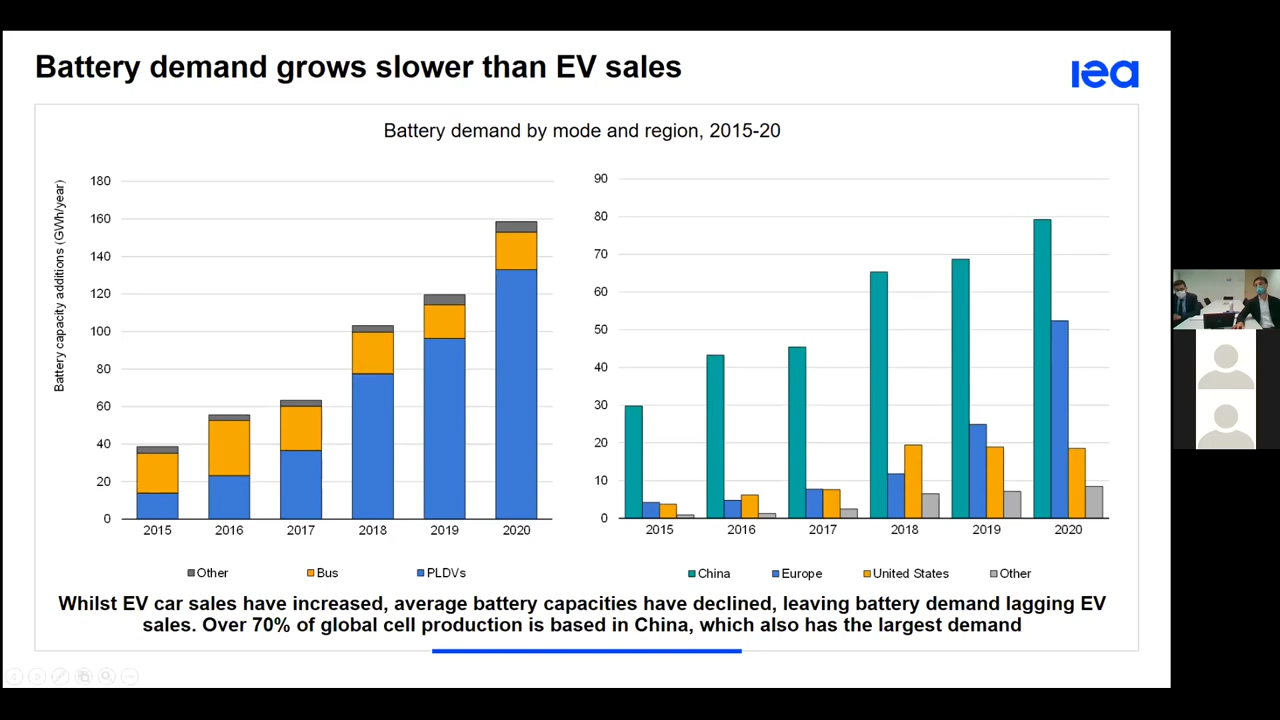 Battery demand grows slower than EV sales
iea
Battery demand by mode and region, 2015-20
Battery capacity additions (GWh/year)
180
160
140
120
100
80
60
40
20
0
2015 2016 2017 2018 2019 2020
Other Bus PLDVs
90
80
70
60
50
40
30
20
10
0
2015 2016 2017 2018 2019 2020
China Europe United States Other
Whilst EV car sales have increased, average battery capacities have declined, leaving battery demand lagging EV
sales. Over 70% of global cell production is based in China, which also has the largest demand